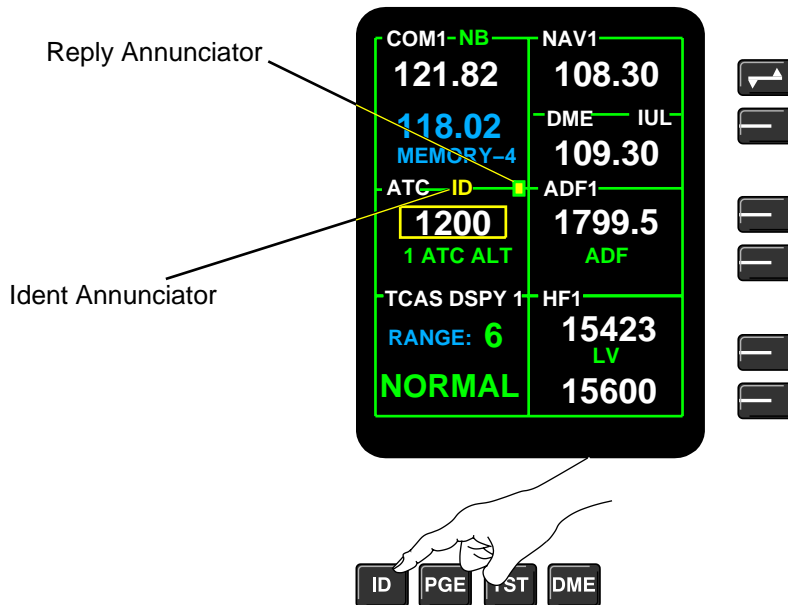 Reply Annunciator
Ident Annunciator
COM1 NB
121.82
118.02
MEMORY–4
NAV1
108.30
DME IUL
109.30
ATC ID
1200
1 ATC ALT
ADF1
1799.5
ADF
TCAS DSPY 1
RANGE: 6
NORMAL
HF1
15423
LV
15600
ID PGE TST DME